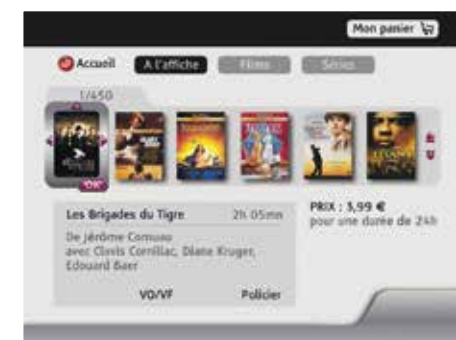 Mon panier
Accueil A l'affiche Films Séries
1/450
OK
Les Brigades du Tigre 2h 05mn
De Jérôme Cornuau
avec Clovis Cornillac, Diane Kruger,
Edouard Baer
VO/VF Policier
PRIX : 3,99 €
pour une durée de 24h